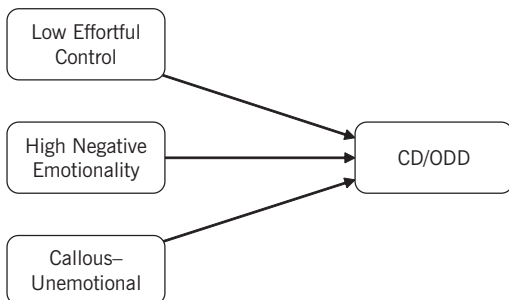 Low Effortful
Control
High Negative
Emotionality
CD/ODD
Callous–
Unemotional